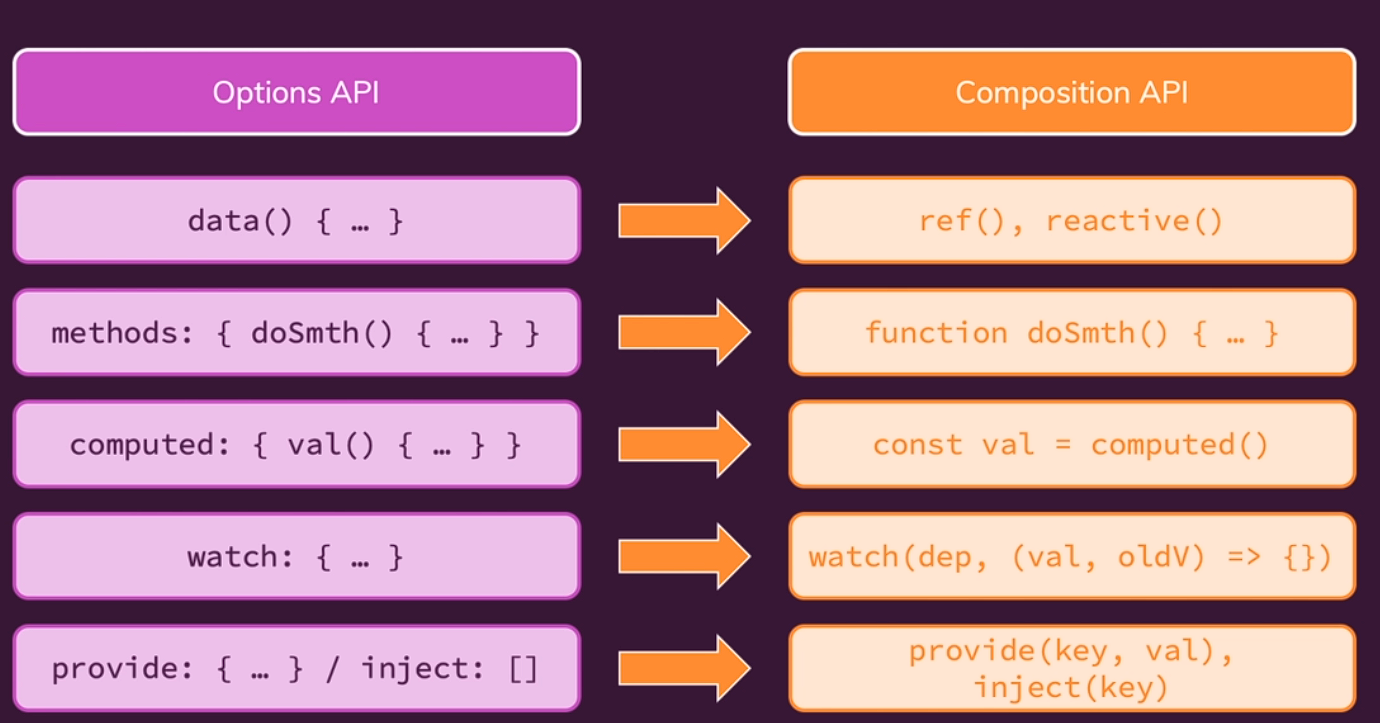 Options API
Composition API
data() { … }
ref(), reactive()
methods: { doSmth() { … } }
function doSmth() { … }
computed: { val() { … } }
const val = computed()
watch: { … }
watch(dep, (val, oldV) => {})
provide: { … } / inject: []
provide(key, val),
inject(key)